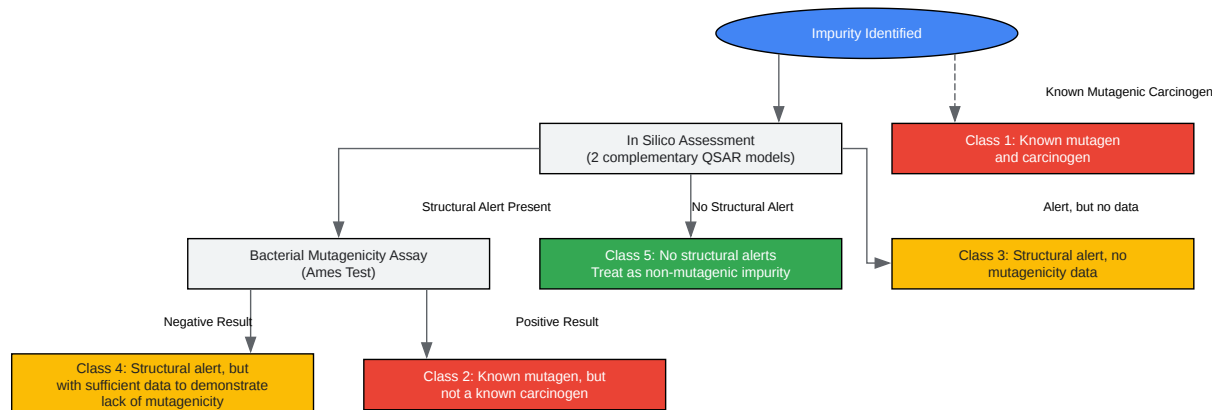 Impurity Identified
Known Mutagenic Carcinogen
In Silico Assessment
(2 complementary QSAR models)
Class 1: Known mutagen
and carcinogen
Structural Alert Present
No Structural Alert
Alert, but no data
Bacterial Mutagenicity Assay
(Ames Test)
Class 5: No structural alerts
Treat as non-mutagenic impurity
Class 3: Structural alert, no
mutagenicity data
Negative Result
Positive Result
Class 4: Structural alert, but
with sufficient data to demonstrate
lack of mutagenicity
Class 2: Known mutagen, but
not a known carcinogen